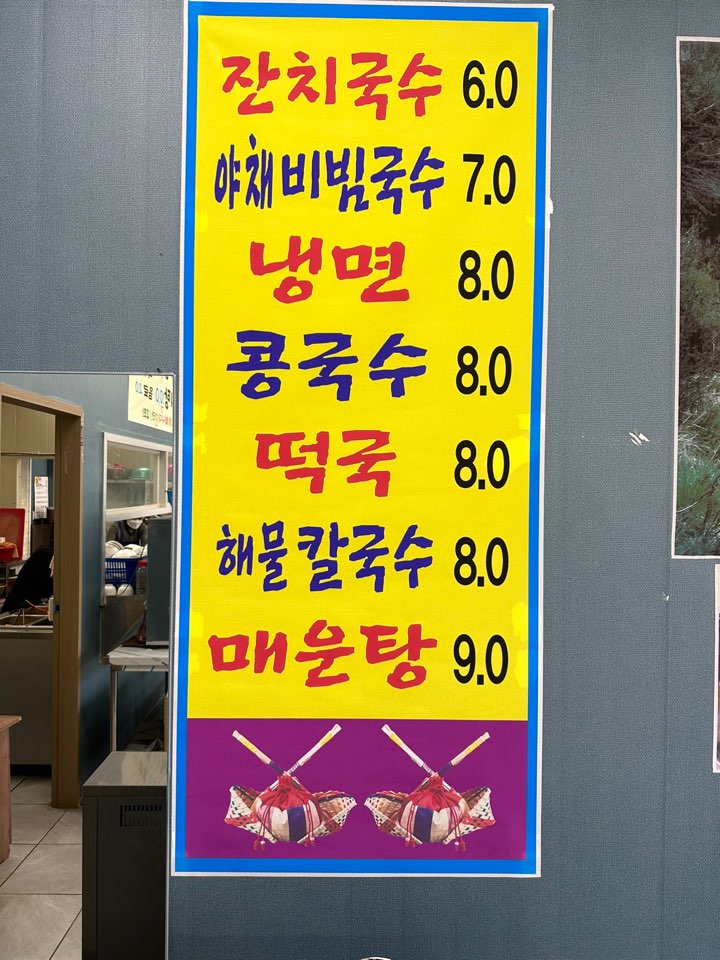 잔치국수 6.0
야채비빔국수 7.0
냉면 8.0
콩국수 8.0
떡국 8.0
해물칼국수 8.0
매운탕 9.0